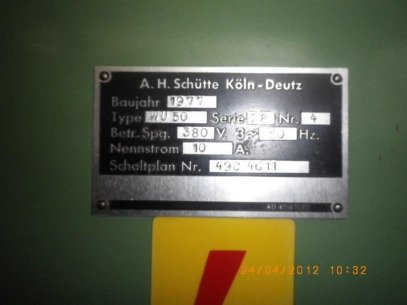 A. H. Schütte Köln-Deutz
Baujahr 1977
Type WU 50 Serie Nr. 4
Betr. Spg. 380 V. 3~ 50 Hz.
Nennstrom 10 A.
Schaltplan Nr. 490 4011
24/04/2012 10:32